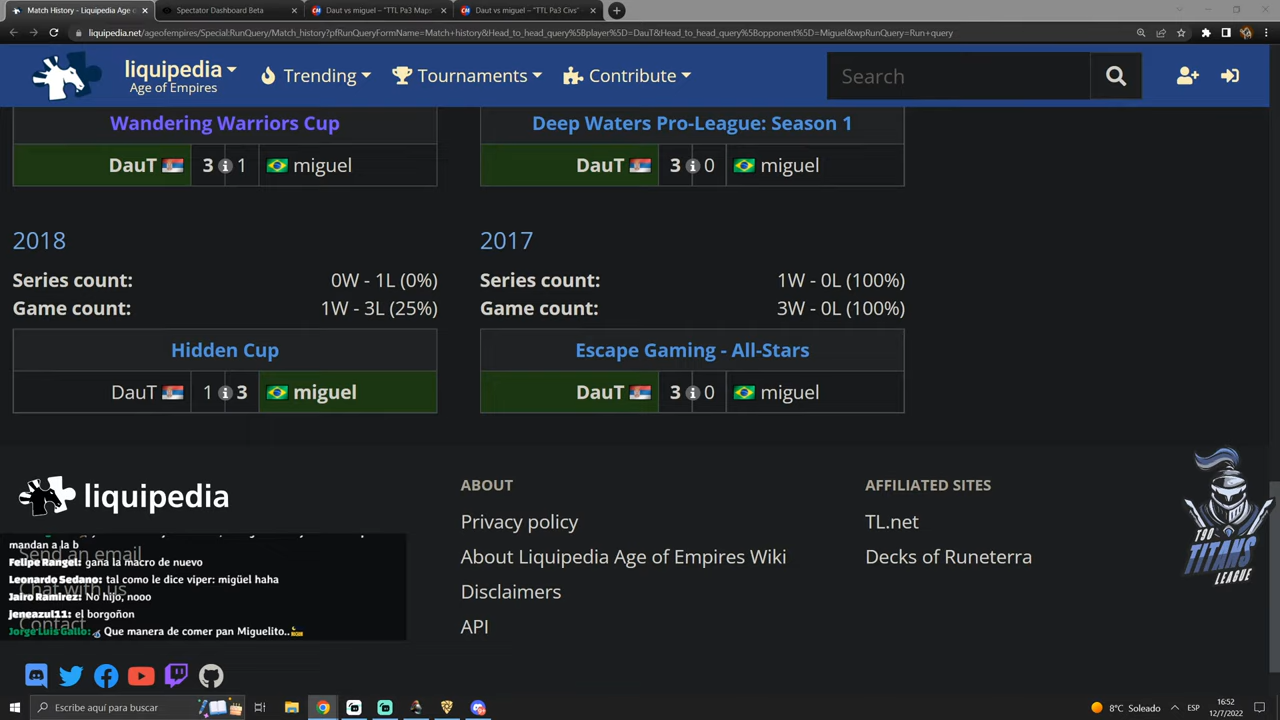 Match History - Liquipedia Age o
Spectator Dashboard Beta
Daut vs miguel – "TTL Pa3 Maps
Daut vs miguel – "TTL Pa3 Civs"
liquipedia.net/ageofempires/Special:RunQuery/Match_history?pfRunQueryFormName=Match+history&Head_to_head_query%5Bplayer%5D=DauT&Head_to_head_query%5Bopponent%5D=Miguel&wpRunQuery=Run+query
liquipedia
Age of Empires
Trending
Tournaments
Contribute
Search
Wandering Warriors Cup
DauT 3 1 miguel
Deep Waters Pro-League: Season 1
DauT 3 0 miguel
2018
Series count: 0W - 1L (0%)
Game count: 1W - 3L (25%)
Hidden Cup
DauT 1 3 miguel
2017
Series count: 1W - 0L (100%)
Game count: 3W - 0L (100%)
Escape Gaming - All-Stars
DauT 3 0 miguel
liquipedia
Send an email
Chat with us
Contact
mandan a la b
Felipe Rangel: gana la macro de nuevo
Leonardo Sedano: tal como le dice viper: migüel haha
Jairo Ramirez: No hijo, nooo
jeneazul11: el borgoñon
Jorge Luis Gallo: Que manera de comer pan Miguelito..
ABOUT
Privacy policy
About Liquipedia Age of Empires Wiki
Disclaimers
API
AFFILIATED SITES
TL.net
Decks of Runeterra
T90
TITANS
LEAGUE
Escribe aquí para buscar
8°C Soleado
ESP
16:52
12/7/2022